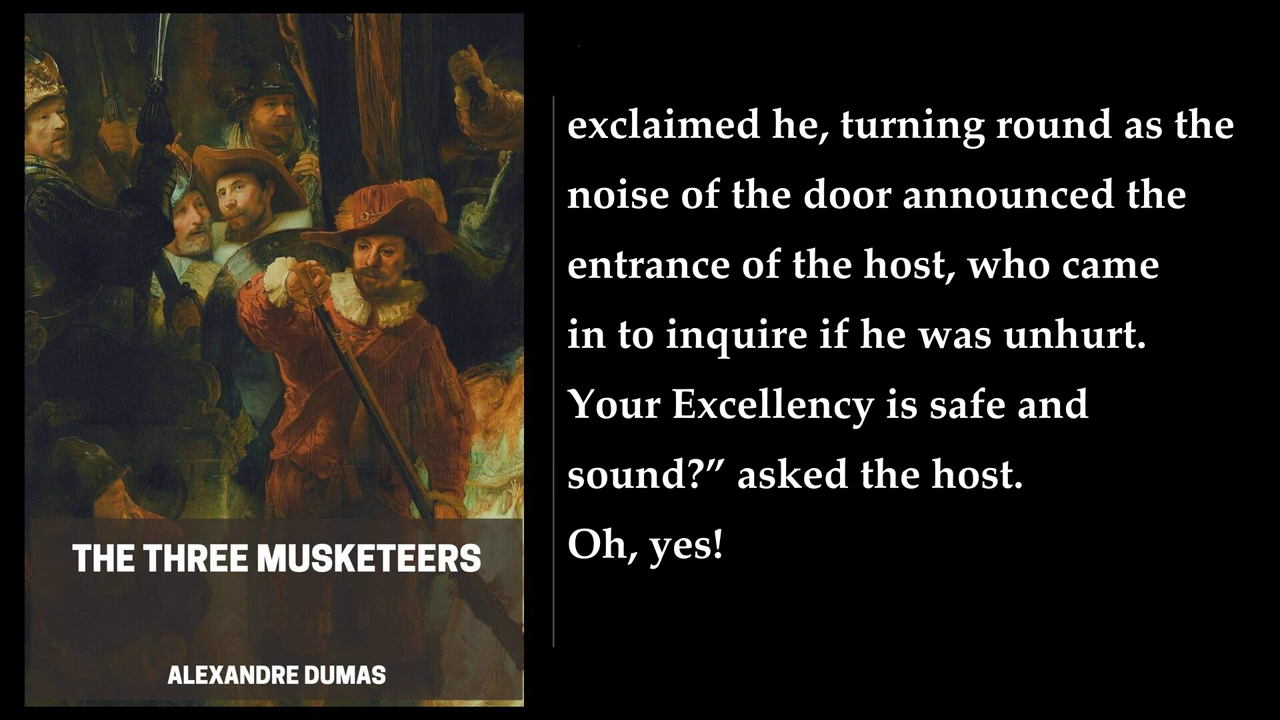 THE THREE MUSKETEERS
ALEXANDRE DUMAS
exclaimed he, turning round as the
noise of the door announced the
entrance of the host, who came
in to inquire if he was unhurt.
Your Excellency is safe and
sound?” asked the host.
Oh, yes!